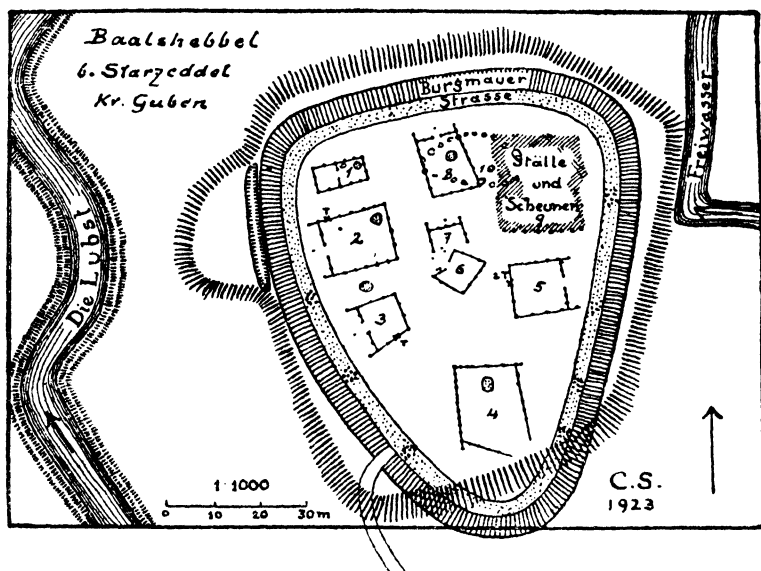 Baalshebbel
b. Starzeddel
Kr. Guben
Burgmauer
Strasse
Freiwasser
Die Lubst
Ställe
und
Scheunen
9
1
8
10
2
7
6
3
5
4
1:1000
0 10 20 30m
C.S.
1923